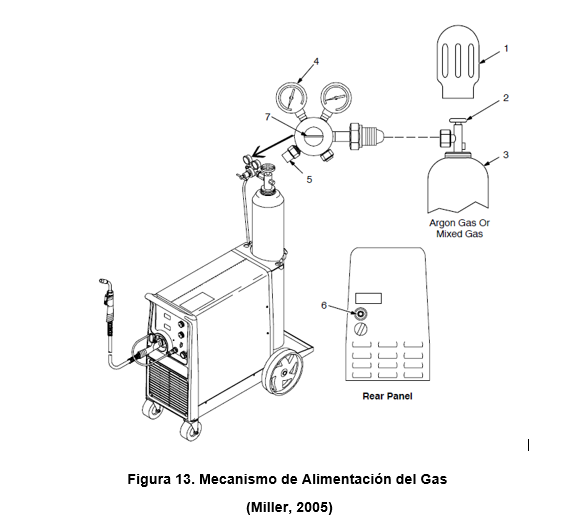 1
4
2
7
3
5
Argon Gas Or
Mixed Gas
6
Rear Panel
Figura 13. Mecanismo de Alimentación del Gas
(Miller, 2005)